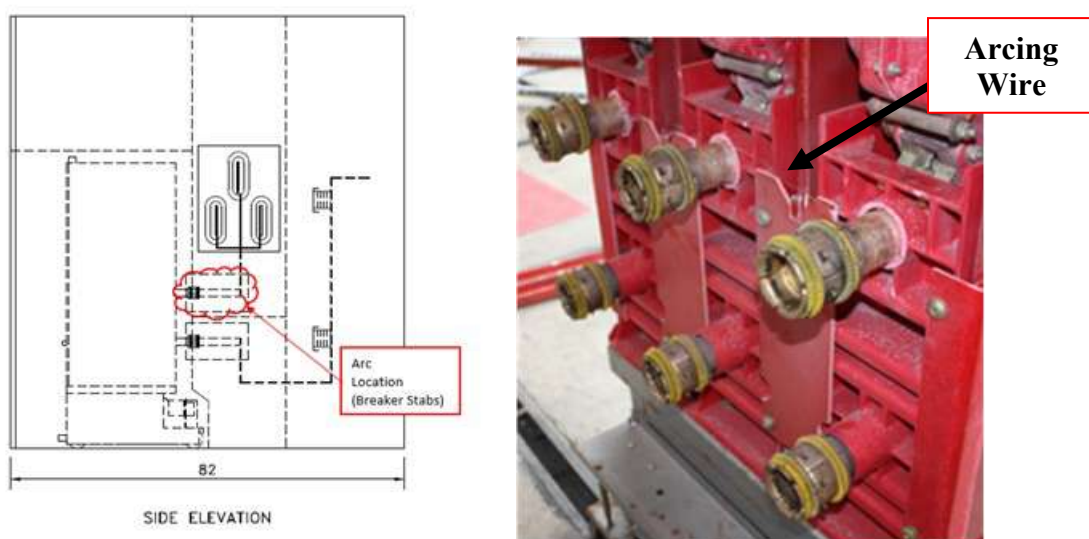 Arc
Location
(Breaker Stabs)
82
SIDE ELEVATION
Arcing
Wire